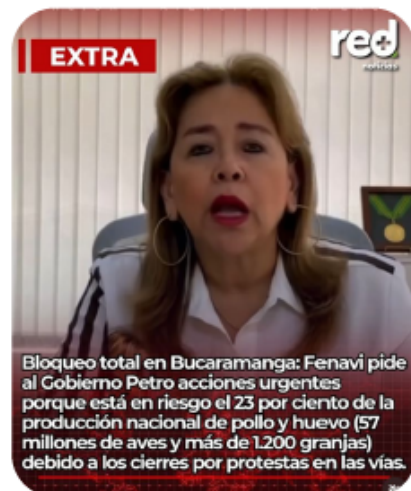 EXTRA
red+
noticias
Bloqueo total en Bucaramanga: Fenavi pide
al Gobierno Petro acciones urgentes
porque está en riesgo el 23 por ciento de la
producción nacional de pollo y huevo (57
millones de aves y más de 1.200 granjas)
debido a los cierres por protestas en las vías.